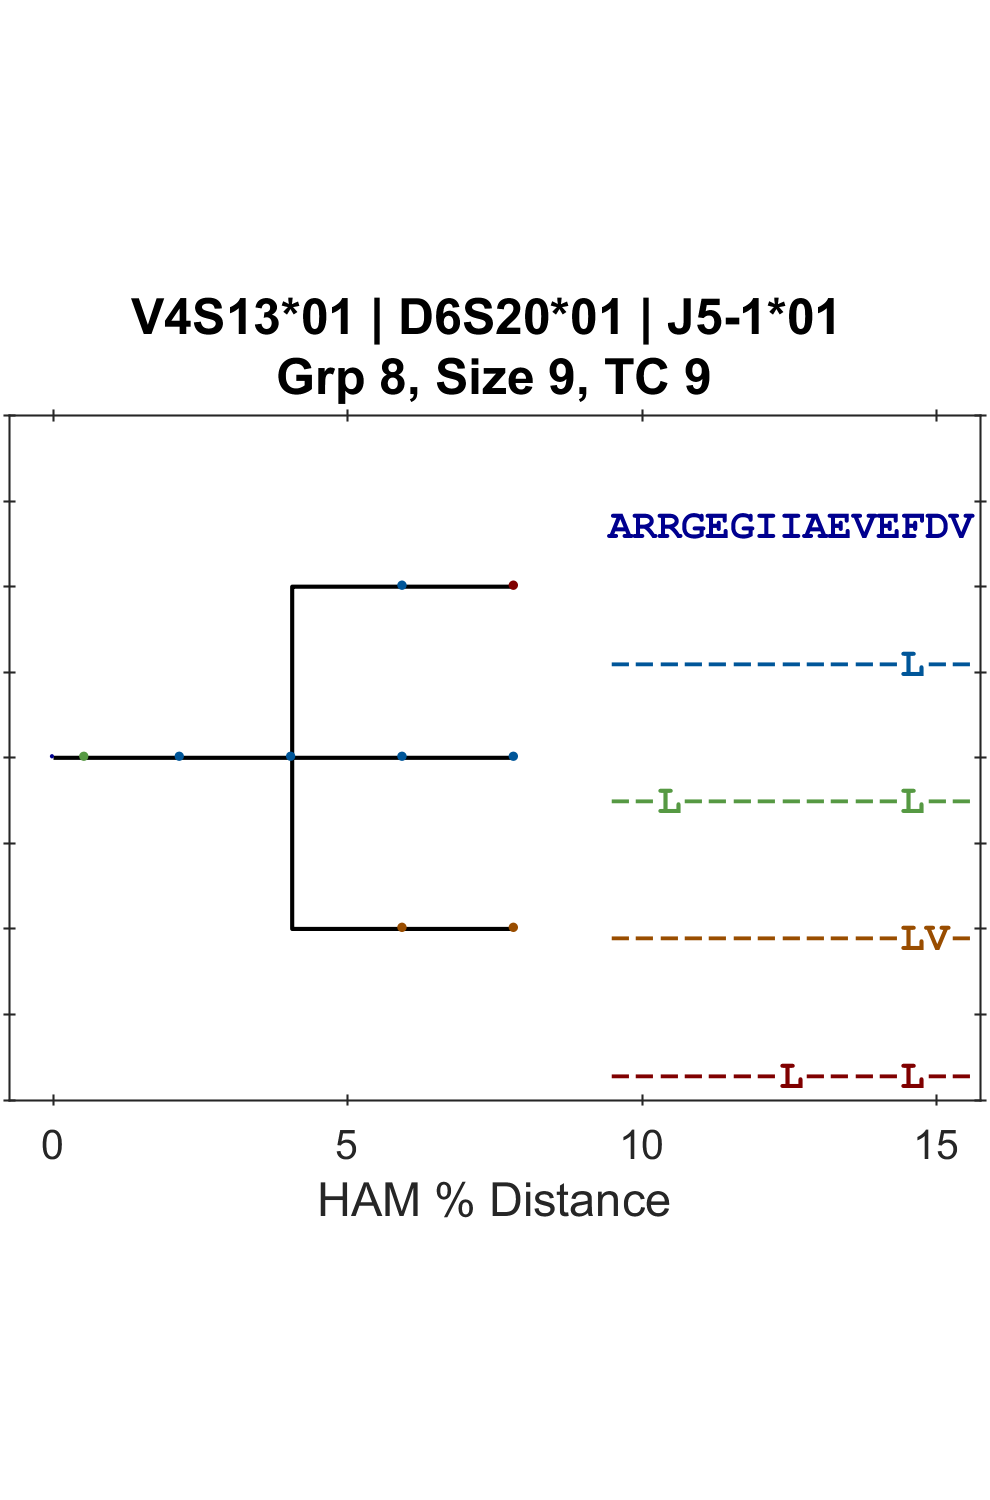 V4S13*01 | D6S20*01 | J5-1*01
Grp 8, Size 9, TC 9
ARRGEGIIAEVEFDV
------------L--
--L---------L--
------------LV-
-------L----L--
0 5 10 15
HAM % Distance